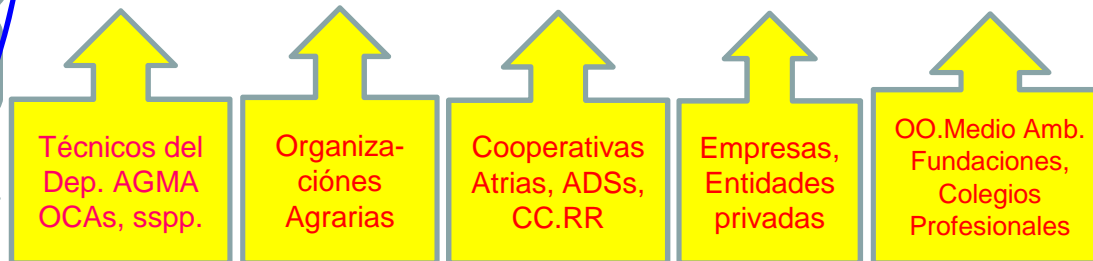 Técnicos del
Dep. AGMA
OCAs, sspp.
Organiza-
ciónes
Agrarias
Cooperativas
Atrias, ADSs,
CC.RR
Empresas,
Entidades
privadas
OO.Medio Amb.
Fundaciones,
Colegios
Profesionales